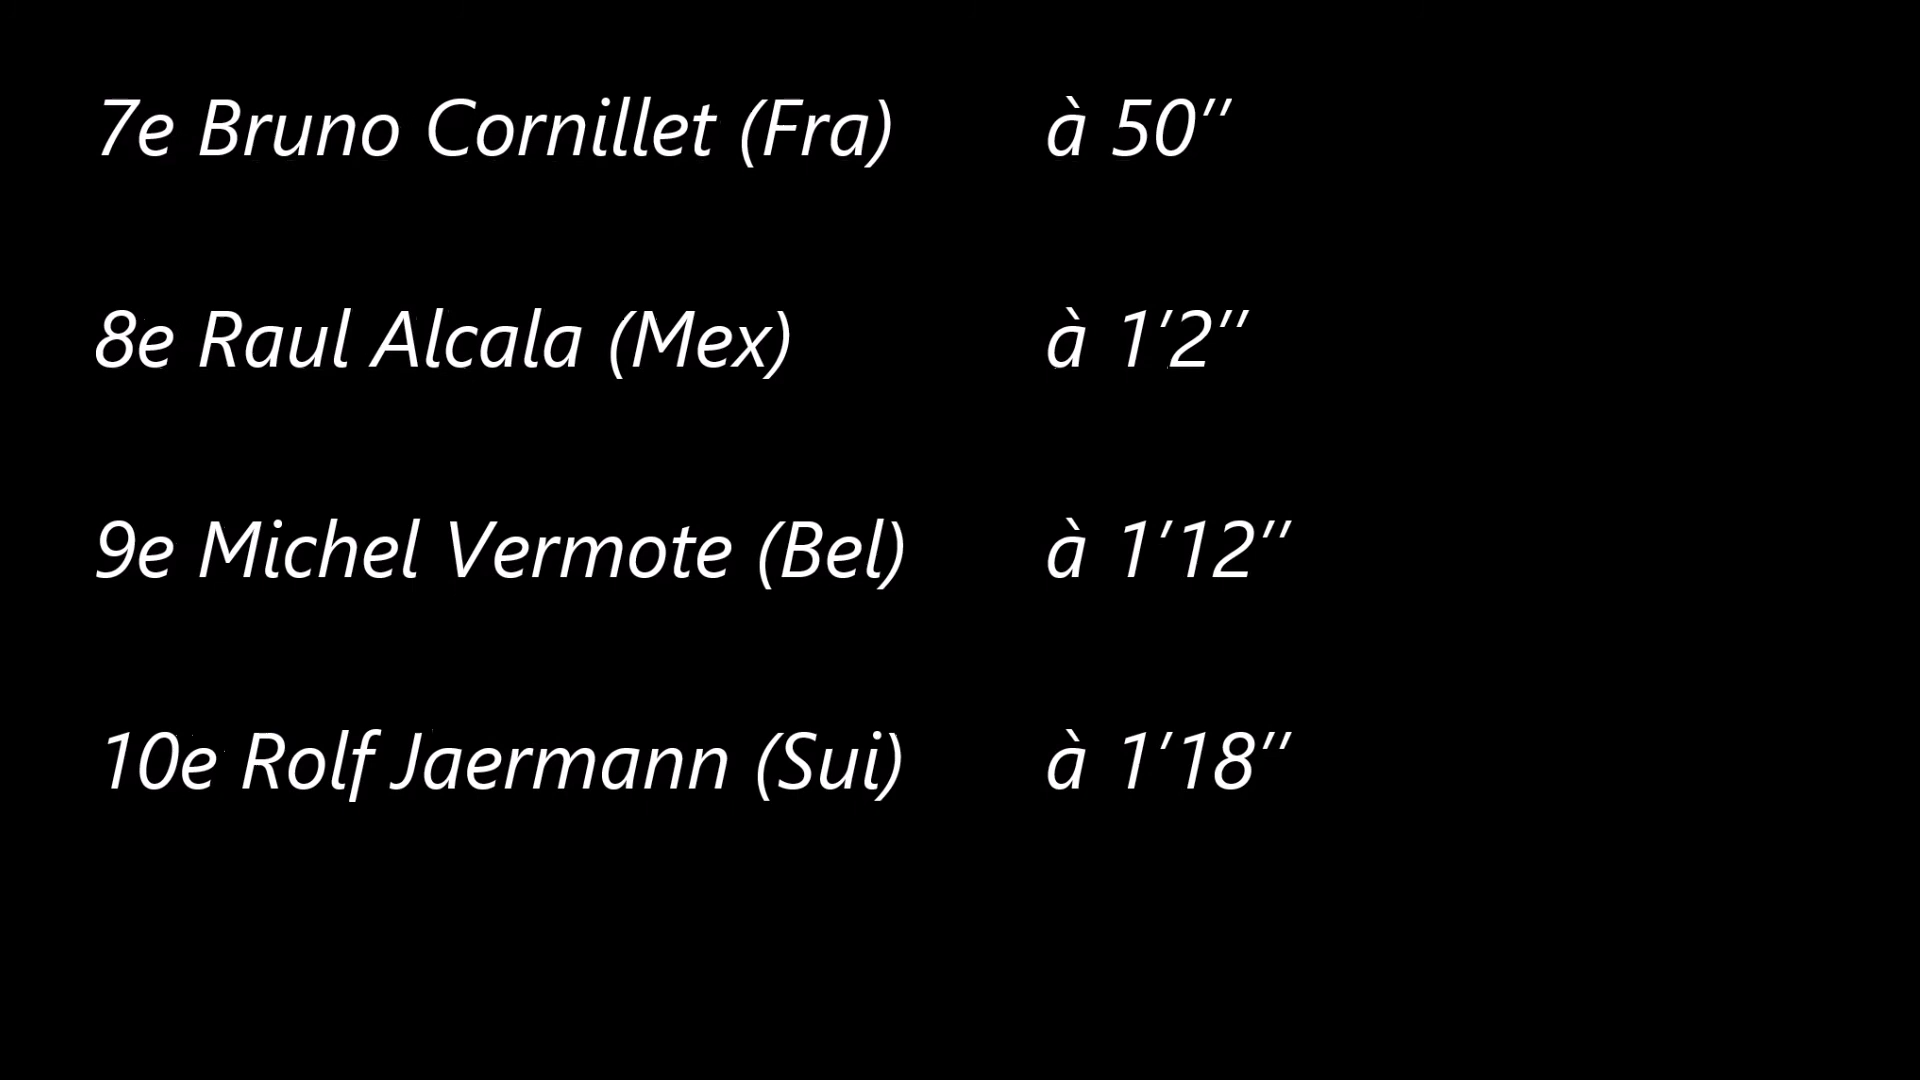 7e Bruno Cornillet (Fra) à 50’’
8e Raul Alcala (Mex) à 1’2’’
9e Michel Vermote (Bel) à 1’12’’
10e Rolf Jaermann (Sui) à 1’18’’